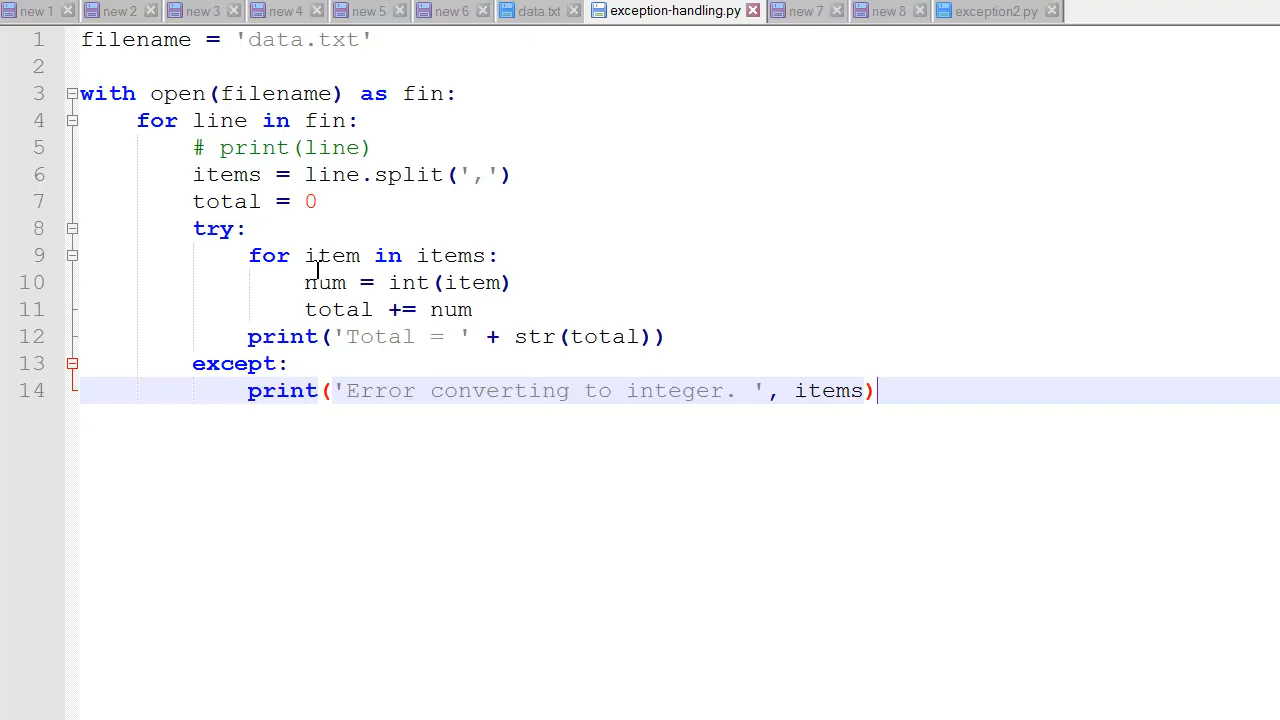 new 1 new 2 new 3 new 4 new 5 new 6 data.txt exception-handling.py new 7 new 8 exception2.py
1 filename = 'data.txt'
2
3 with open(filename) as fin:
4 for line in fin:
5 # print(line)
6 items = line.split(',')
7 total = 0
8 try:
9 for item in items:
10 num = int(item)
11 total += num
12 print('Total = ' + str(total))
13 except:
14 print('Error converting to integer. ', items)